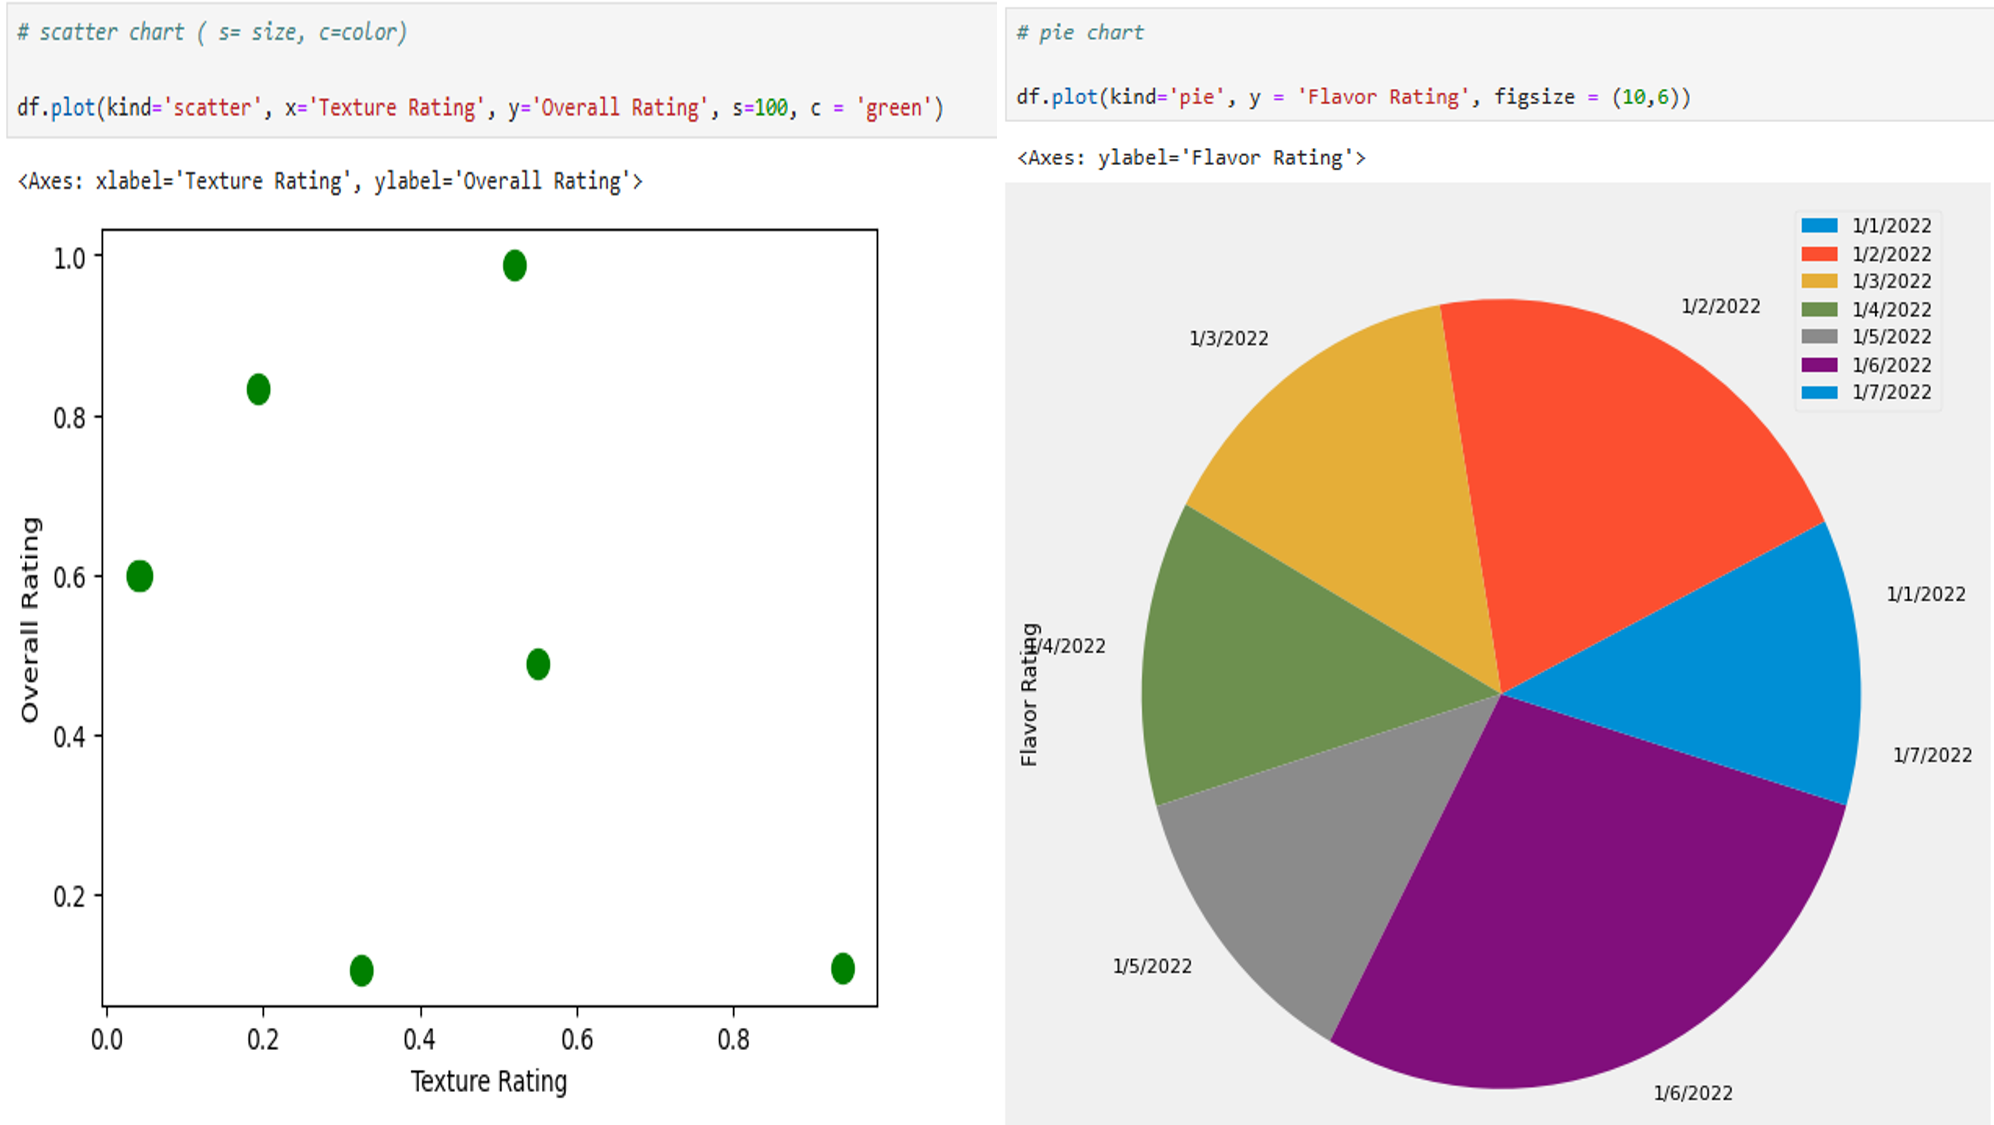 # scatter chart ( s= size, c=color)
df.plot(kind='scatter', x='Texture Rating', y='Overall Rating', s=100, c = 'green')
<Axes: xlabel='Texture Rating', ylabel='Overall Rating'>
1.0
0.8
0.6
0.4
0.2
Overall Rating
0.0 0.2 0.4 0.6 0.8
Texture Rating
# pie chart
df.plot(kind='pie', y = 'Flavor Rating', figsize = (10,6))
<Axes: ylabel='Flavor Rating'>
1/1/2022
1/2/2022
1/3/2022
1/4/2022
1/5/2022
1/6/2022
1/7/2022
1/2/2022
1/3/2022
1/1/2022
/4/2022
Flavor Rating
1/7/2022
1/5/2022
1/6/2022